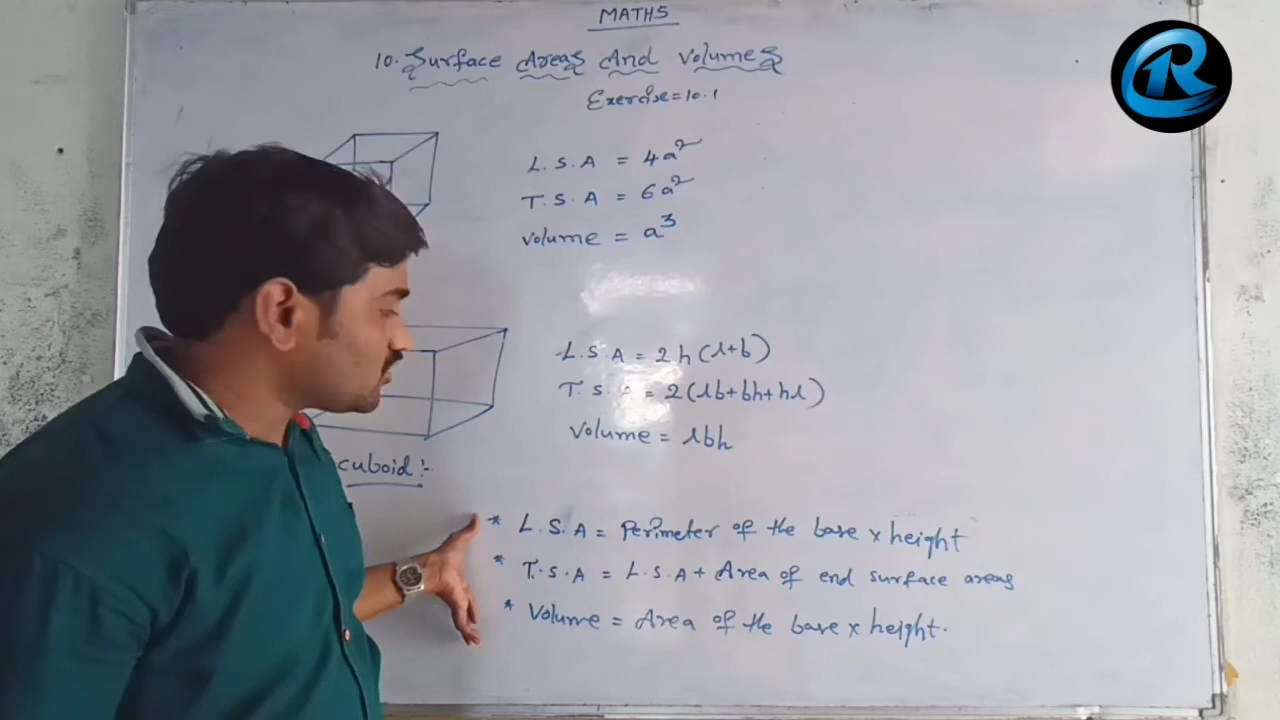 MATHS
10. Surface Areas And Volumes
Exercise=10.1
L.S.A = 4a²
T.S.A = 6a²
Volume = a³
L.S.A = 2h(l+b)
T.S.A = 2(lb+bh+hl)
Volume = lbh
cuboid:-
* L.S.A = Perimeter of the base x height
* T.S.A = L.S.A + Area of end surface areas
* Volume = Area of the base x height.
R